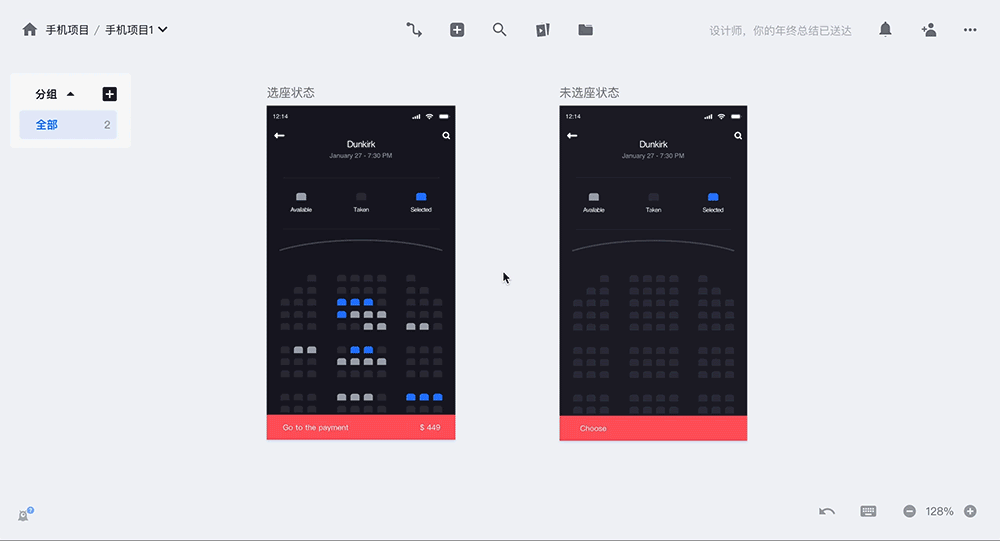 手机项目 / 手机项目1
设计师，你的年终总结已送达
分组
全部 2
选座状态
12:14
Dunkirk
January 27 - 7:30 PM
Available Taken Selected
Go to the payment $ 449
未选座状态
12:14
Dunkirk
January 27 - 7:30 PM
Available Taken Selected
Choose
128%